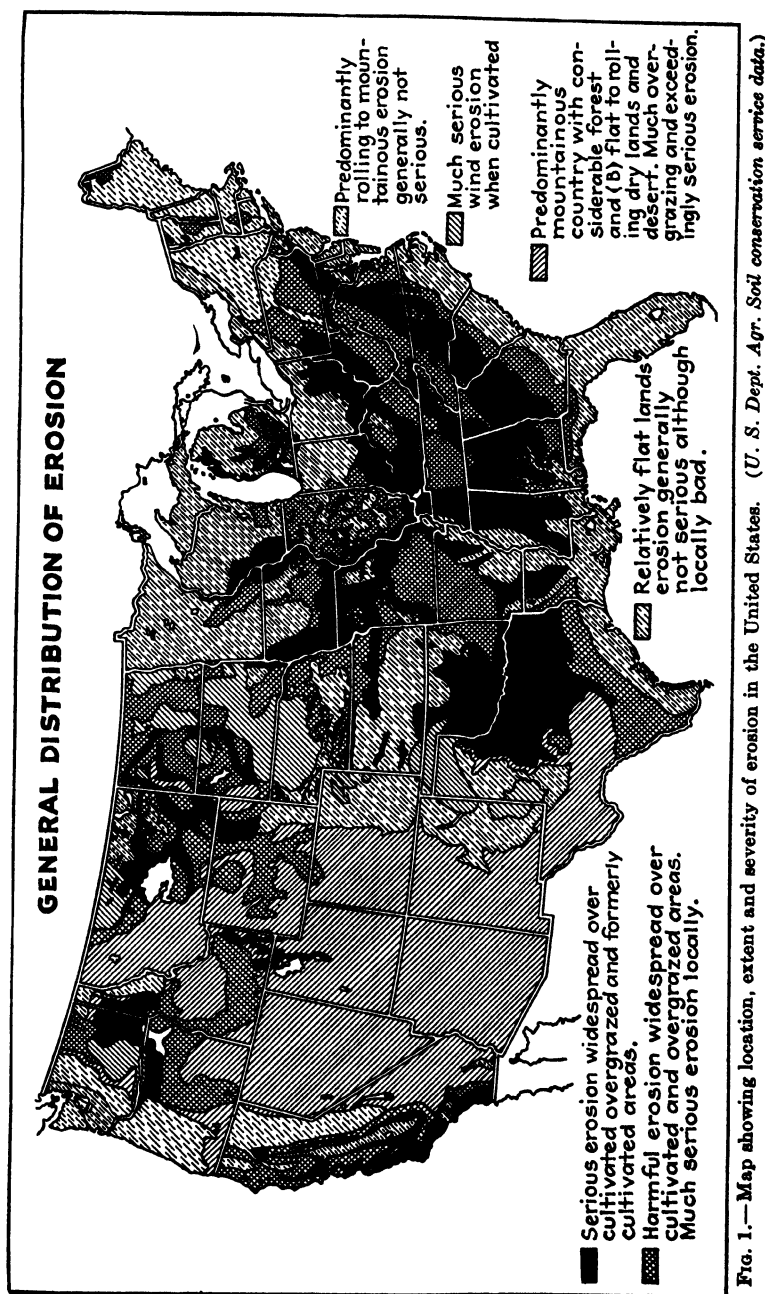 GENERAL DISTRIBUTION OF EROSION
Predominantly
rolling to moun-
tainous erosion
generally not
serious.
Much serious
wind erosion
when cultivated
Predominantly
mountainous
country with con-
siderable forest
and (B) flat to roll-
ing dry lands and
desert. Much over-
grazing and exceed-
ingly serious erosion.
Relatively flat lands
erosion generally
not serious although
locally bad.
Serious erosion widespread over
cultivated overgrazed and formerly
cultivated areas.
Harmful erosion widespread over
cultivated and overgrazed areas.
Much serious erosion locally.
FIG. 1.—Map showing location, extent and severity of erosion in the United States. (U. S. Dept. Agr. Soil conservation service data.)